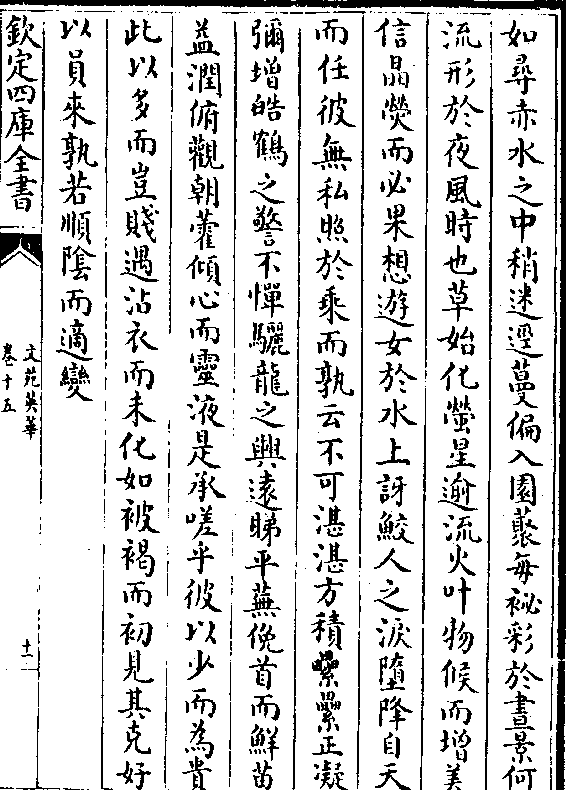 如尋赤水之中稍迷邅蔓偏入園藂每祕彩於晝景何
流形於夜風時也草始化螢星逾流火叶物候而增美
信晶熒而必果想遊女於水上訝鮫人之淚墮降自天
而任彼無私照於乘而孰云不可湛湛方積纍纍正凝
彌增皓鶴之警不憚驪龍之興遠睇平蕪俛首而鮮苗
益潤俯觀朝藿傾心而靈液是承嗟乎彼以少而為貴
此以多而豈賤遇沾衣而未化如被褐而初見其克好
以員來孰若順陰而適變
欽定四庫全書
文苑英華
卷十五
十一